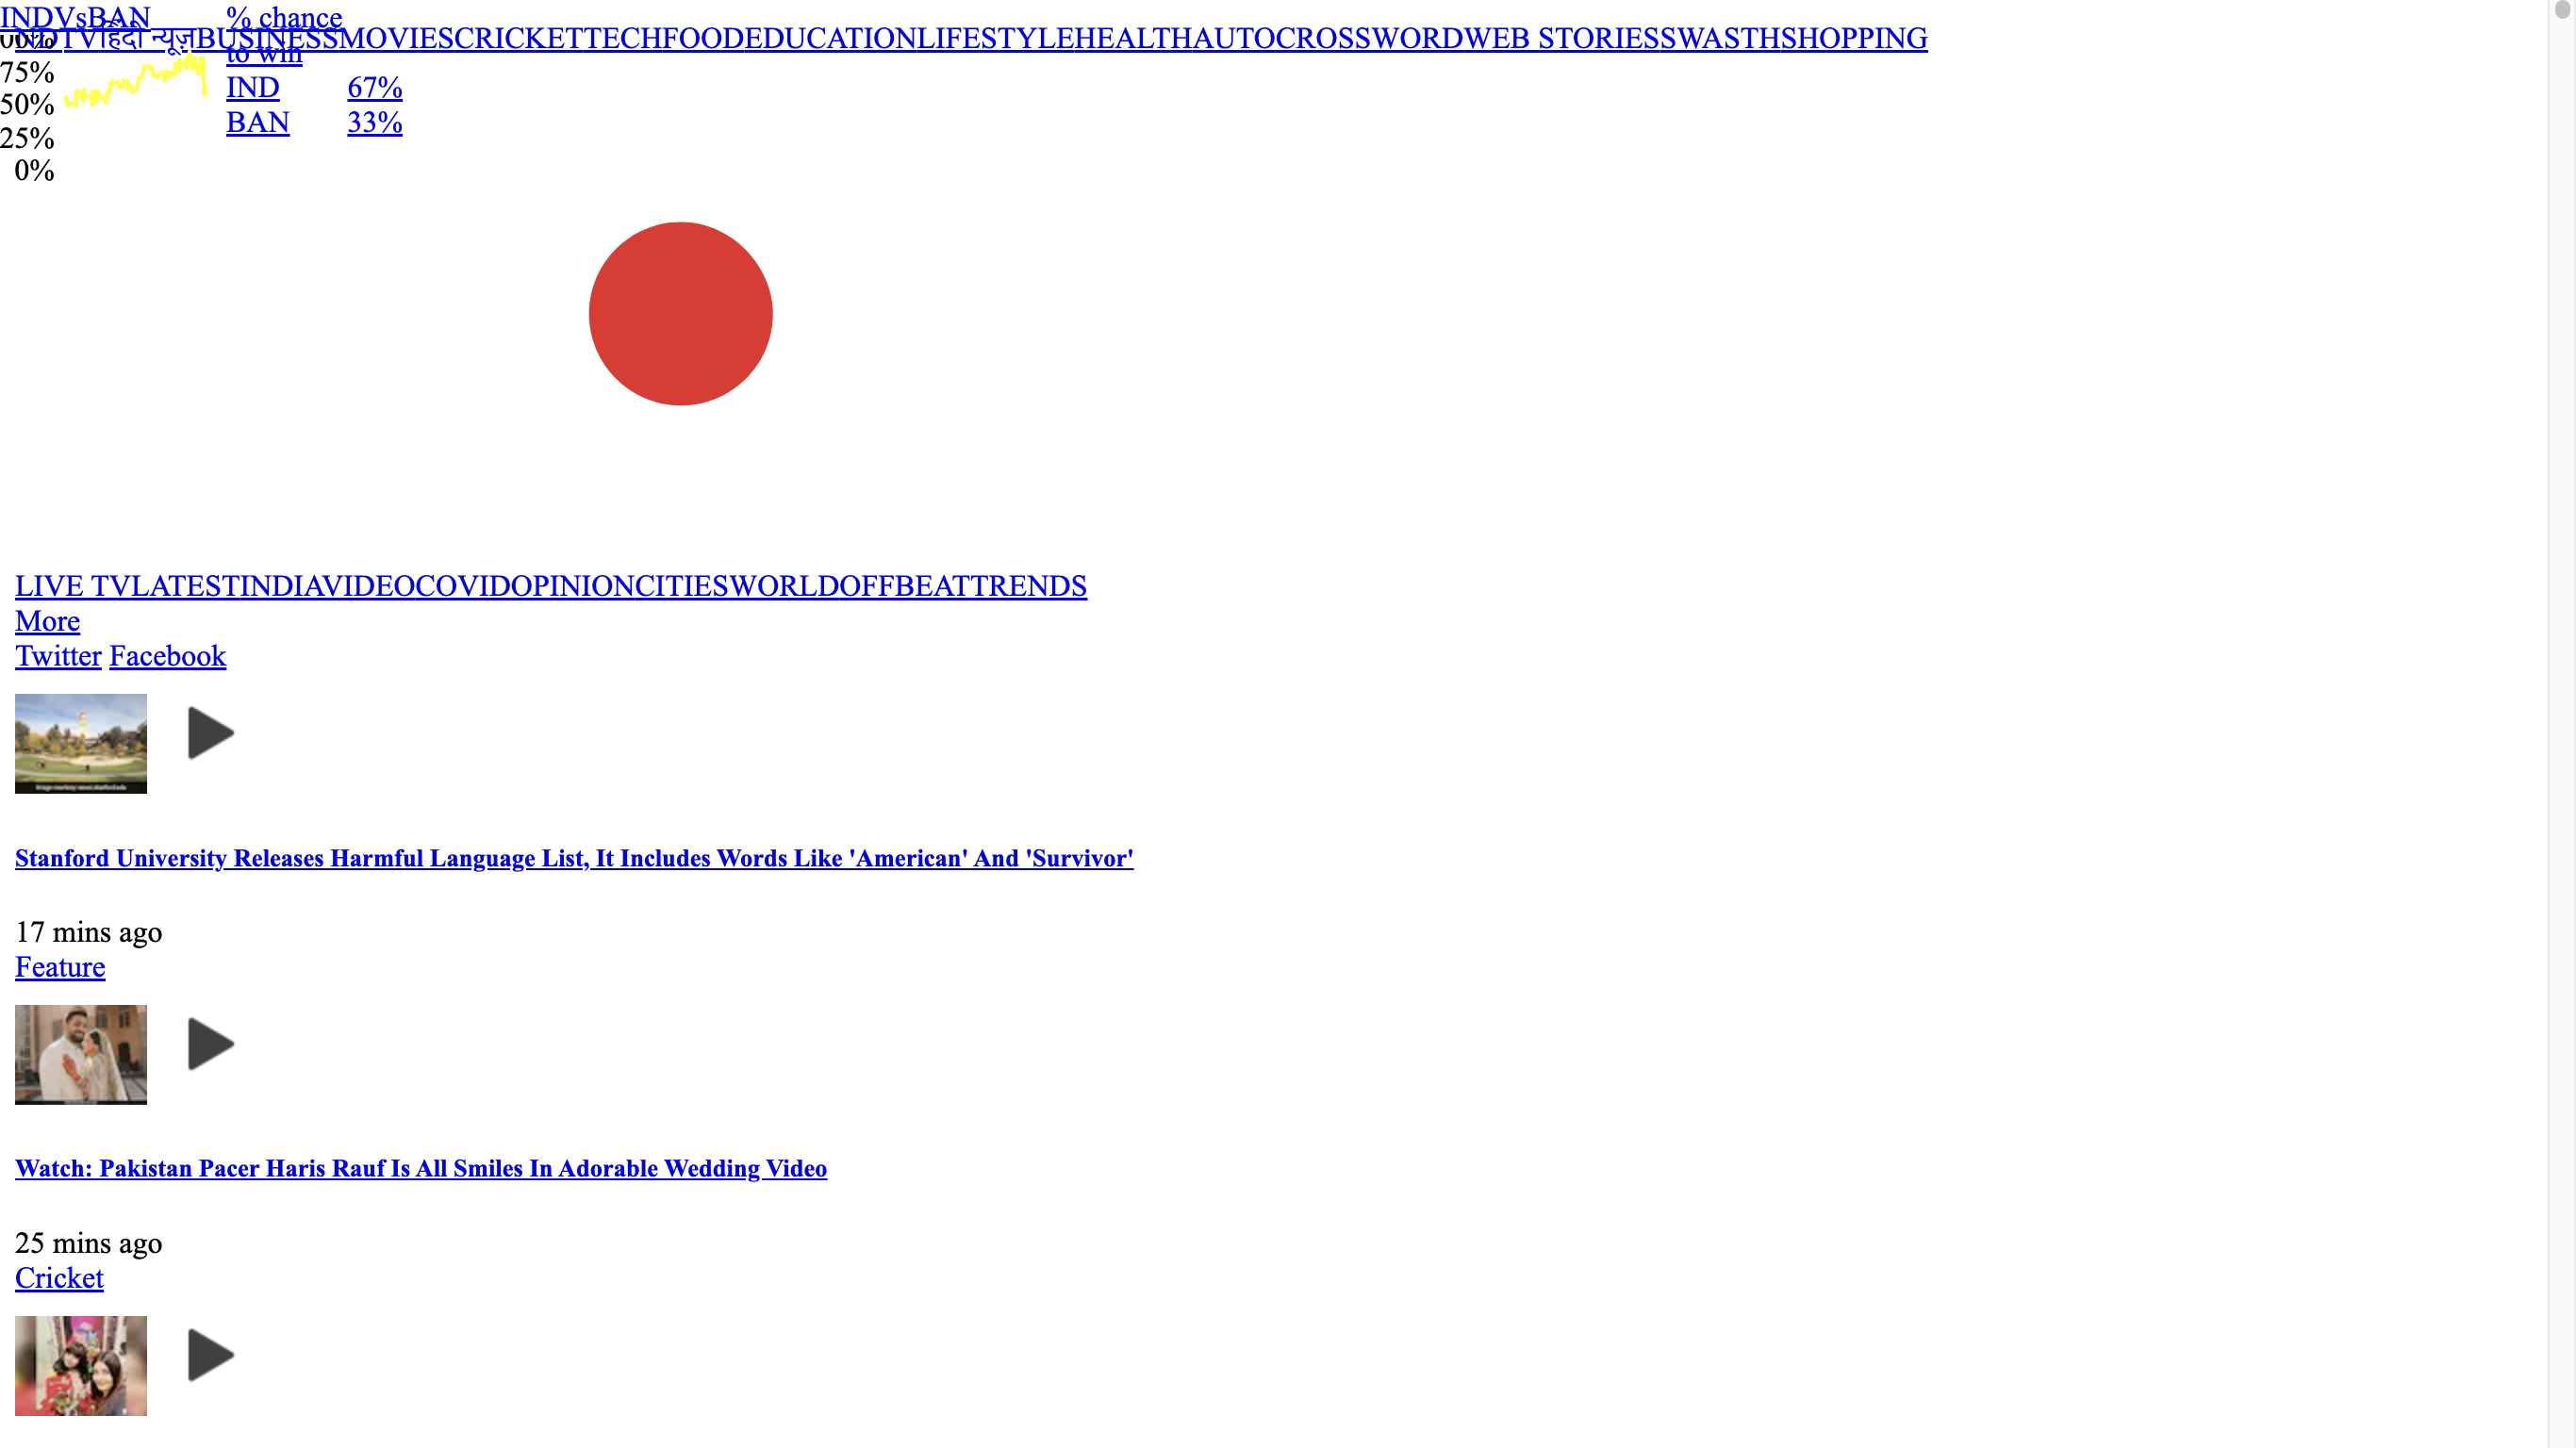 INDVsBAN
% chance
to win
NDTVहिंदी न्यूज़BUSINESSMOVIESCRICKETTECHFOODEDUCATIONLIFESTYLEHEALTHAUTOCROSSWORDWEB STORIESSWASTHSHOPPING
75%
50%
25%
0%
IND 67%
BAN 33%
LIVE TVLATESTINDIAVIDEOCOVIDOPINIONCITIESWORLDOFFBEATTRENDS
More
Twitter Facebook
Stanford University Releases Harmful Language List, It Includes Words Like 'American' And 'Survivor'
17 mins ago
Feature
Watch: Pakistan Pacer Haris Rauf Is All Smiles In Adorable Wedding Video
25 mins ago
Cricket